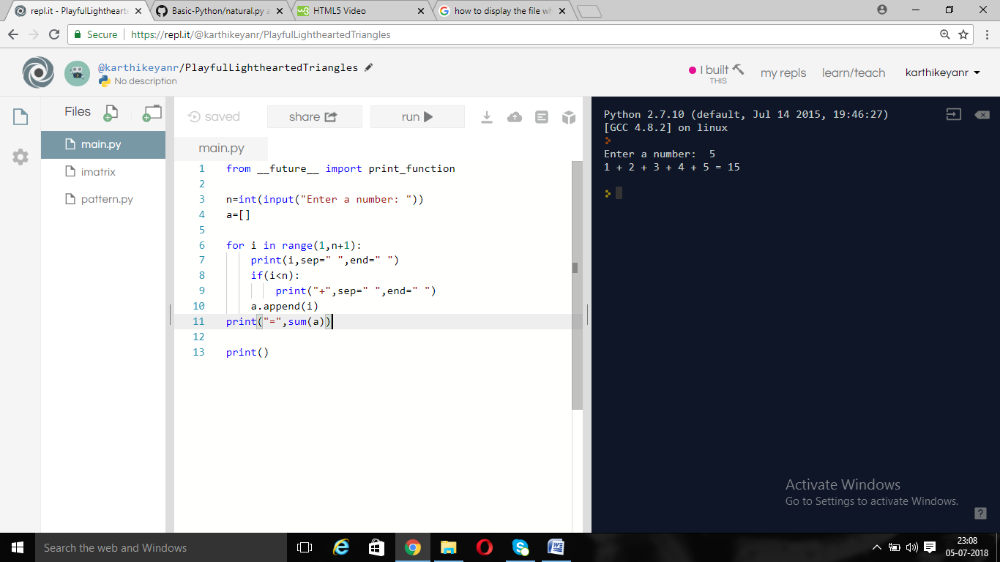 repl.it - PlayfulLighthearte
Basic-Python/natural.py a
HTML5 Video
how to display the file wh
Secure
https://repl.it/@karthikeyanr/PlayfulLightheartedTriangles
@karthikeyanr/PlayfulLightheartedTriangles
No description
I built
THIS
my repls
learn/teach
karthikeyanr
Files
main.py
imatrix
pattern.py
saved
share
run
main.py
1 from __future__ import print_function
2
3 n=int(input("Enter a number: "))
4 a=[]
5
6 for i in range(1,n+1):
7 print(i,sep=" ",end=" ")
8 if(i<n):
9 print("+",sep=" ",end=" ")
10 a.append(i)
11 print("=",sum(a))
12
13 print()
Python 2.7.10 (default, Jul 14 2015, 19:46:27)
[GCC 4.8.2] on linux
Enter a number:  5
1 + 2 + 3 + 4 + 5 = 15
Activate Windows
Go to Settings to activate Windows.
?
Search the web and Windows
23:08
05-07-2018